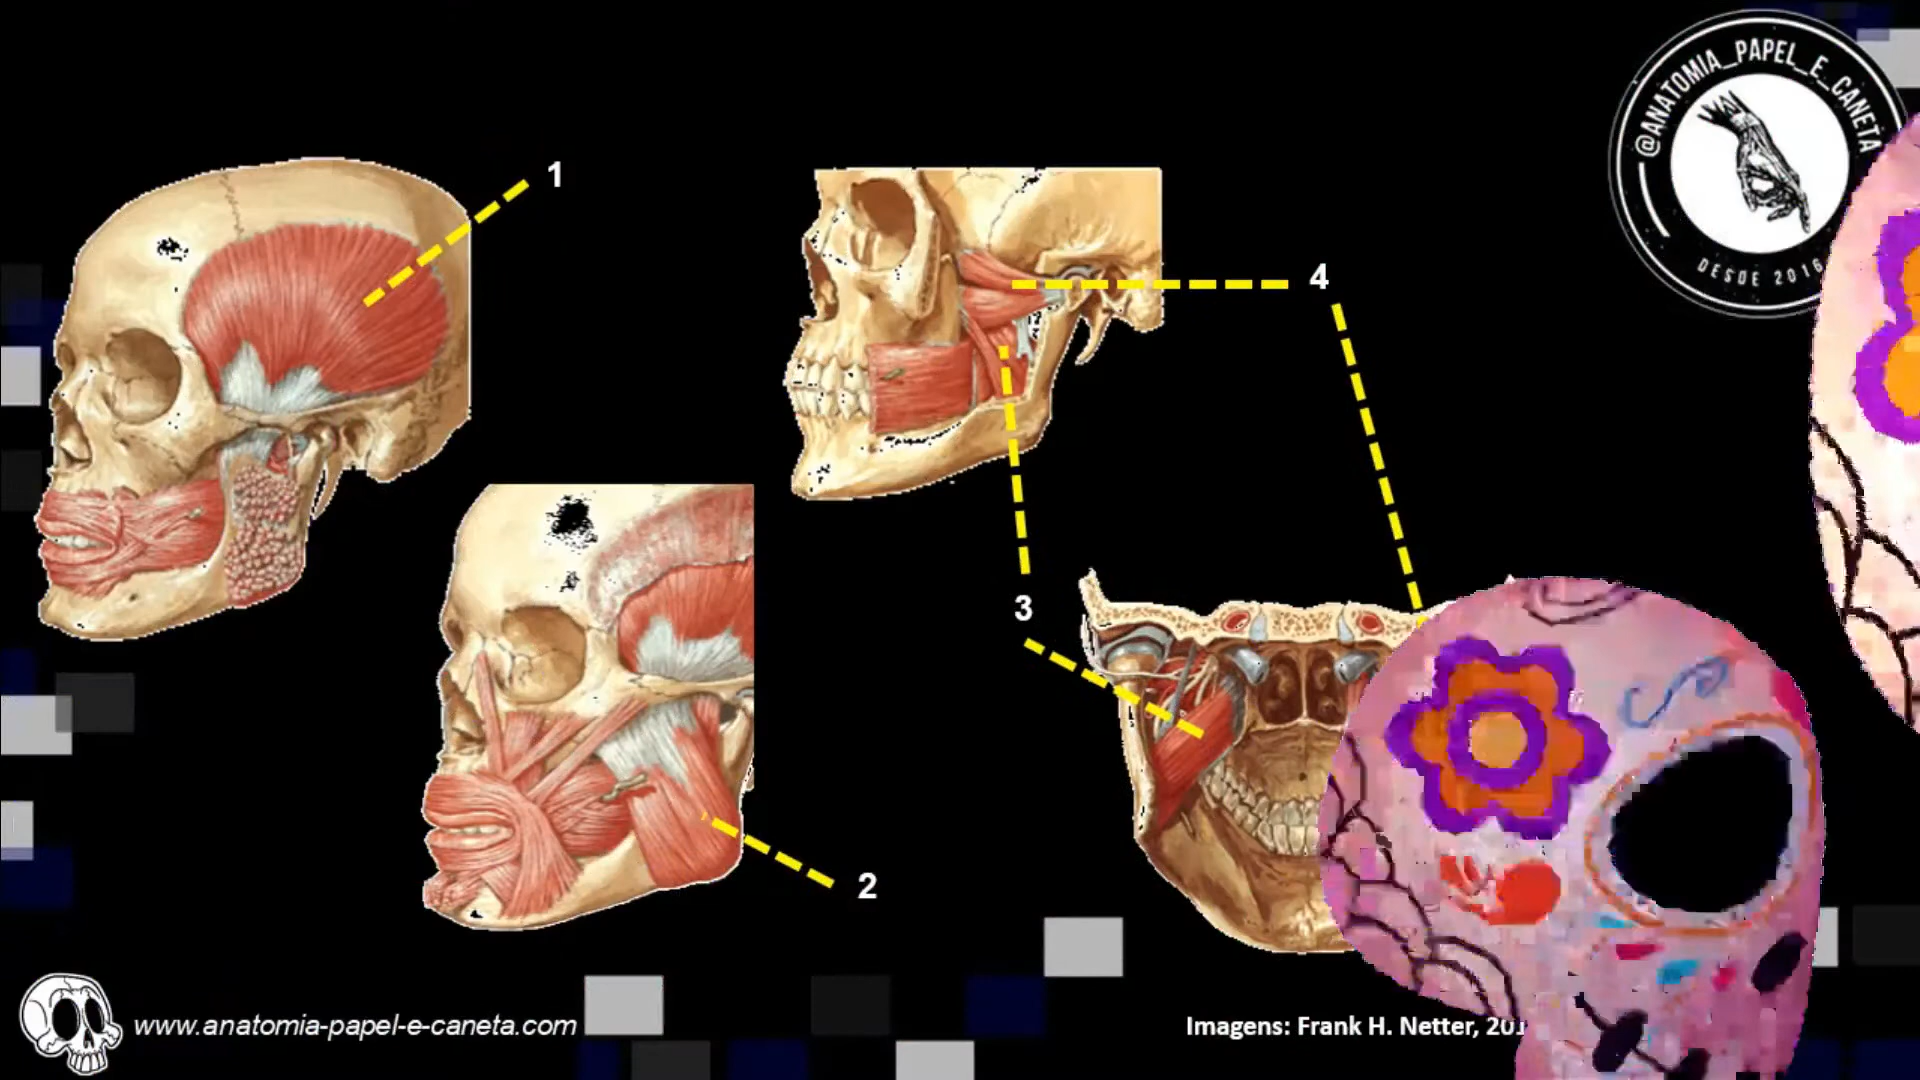 @ANATOMIA_PAPEL_E_CANETA
DESDE 2016
1
4
3
2
www.anatomia-papel-e-caneta.com
Imagens: Frank H. Netter,